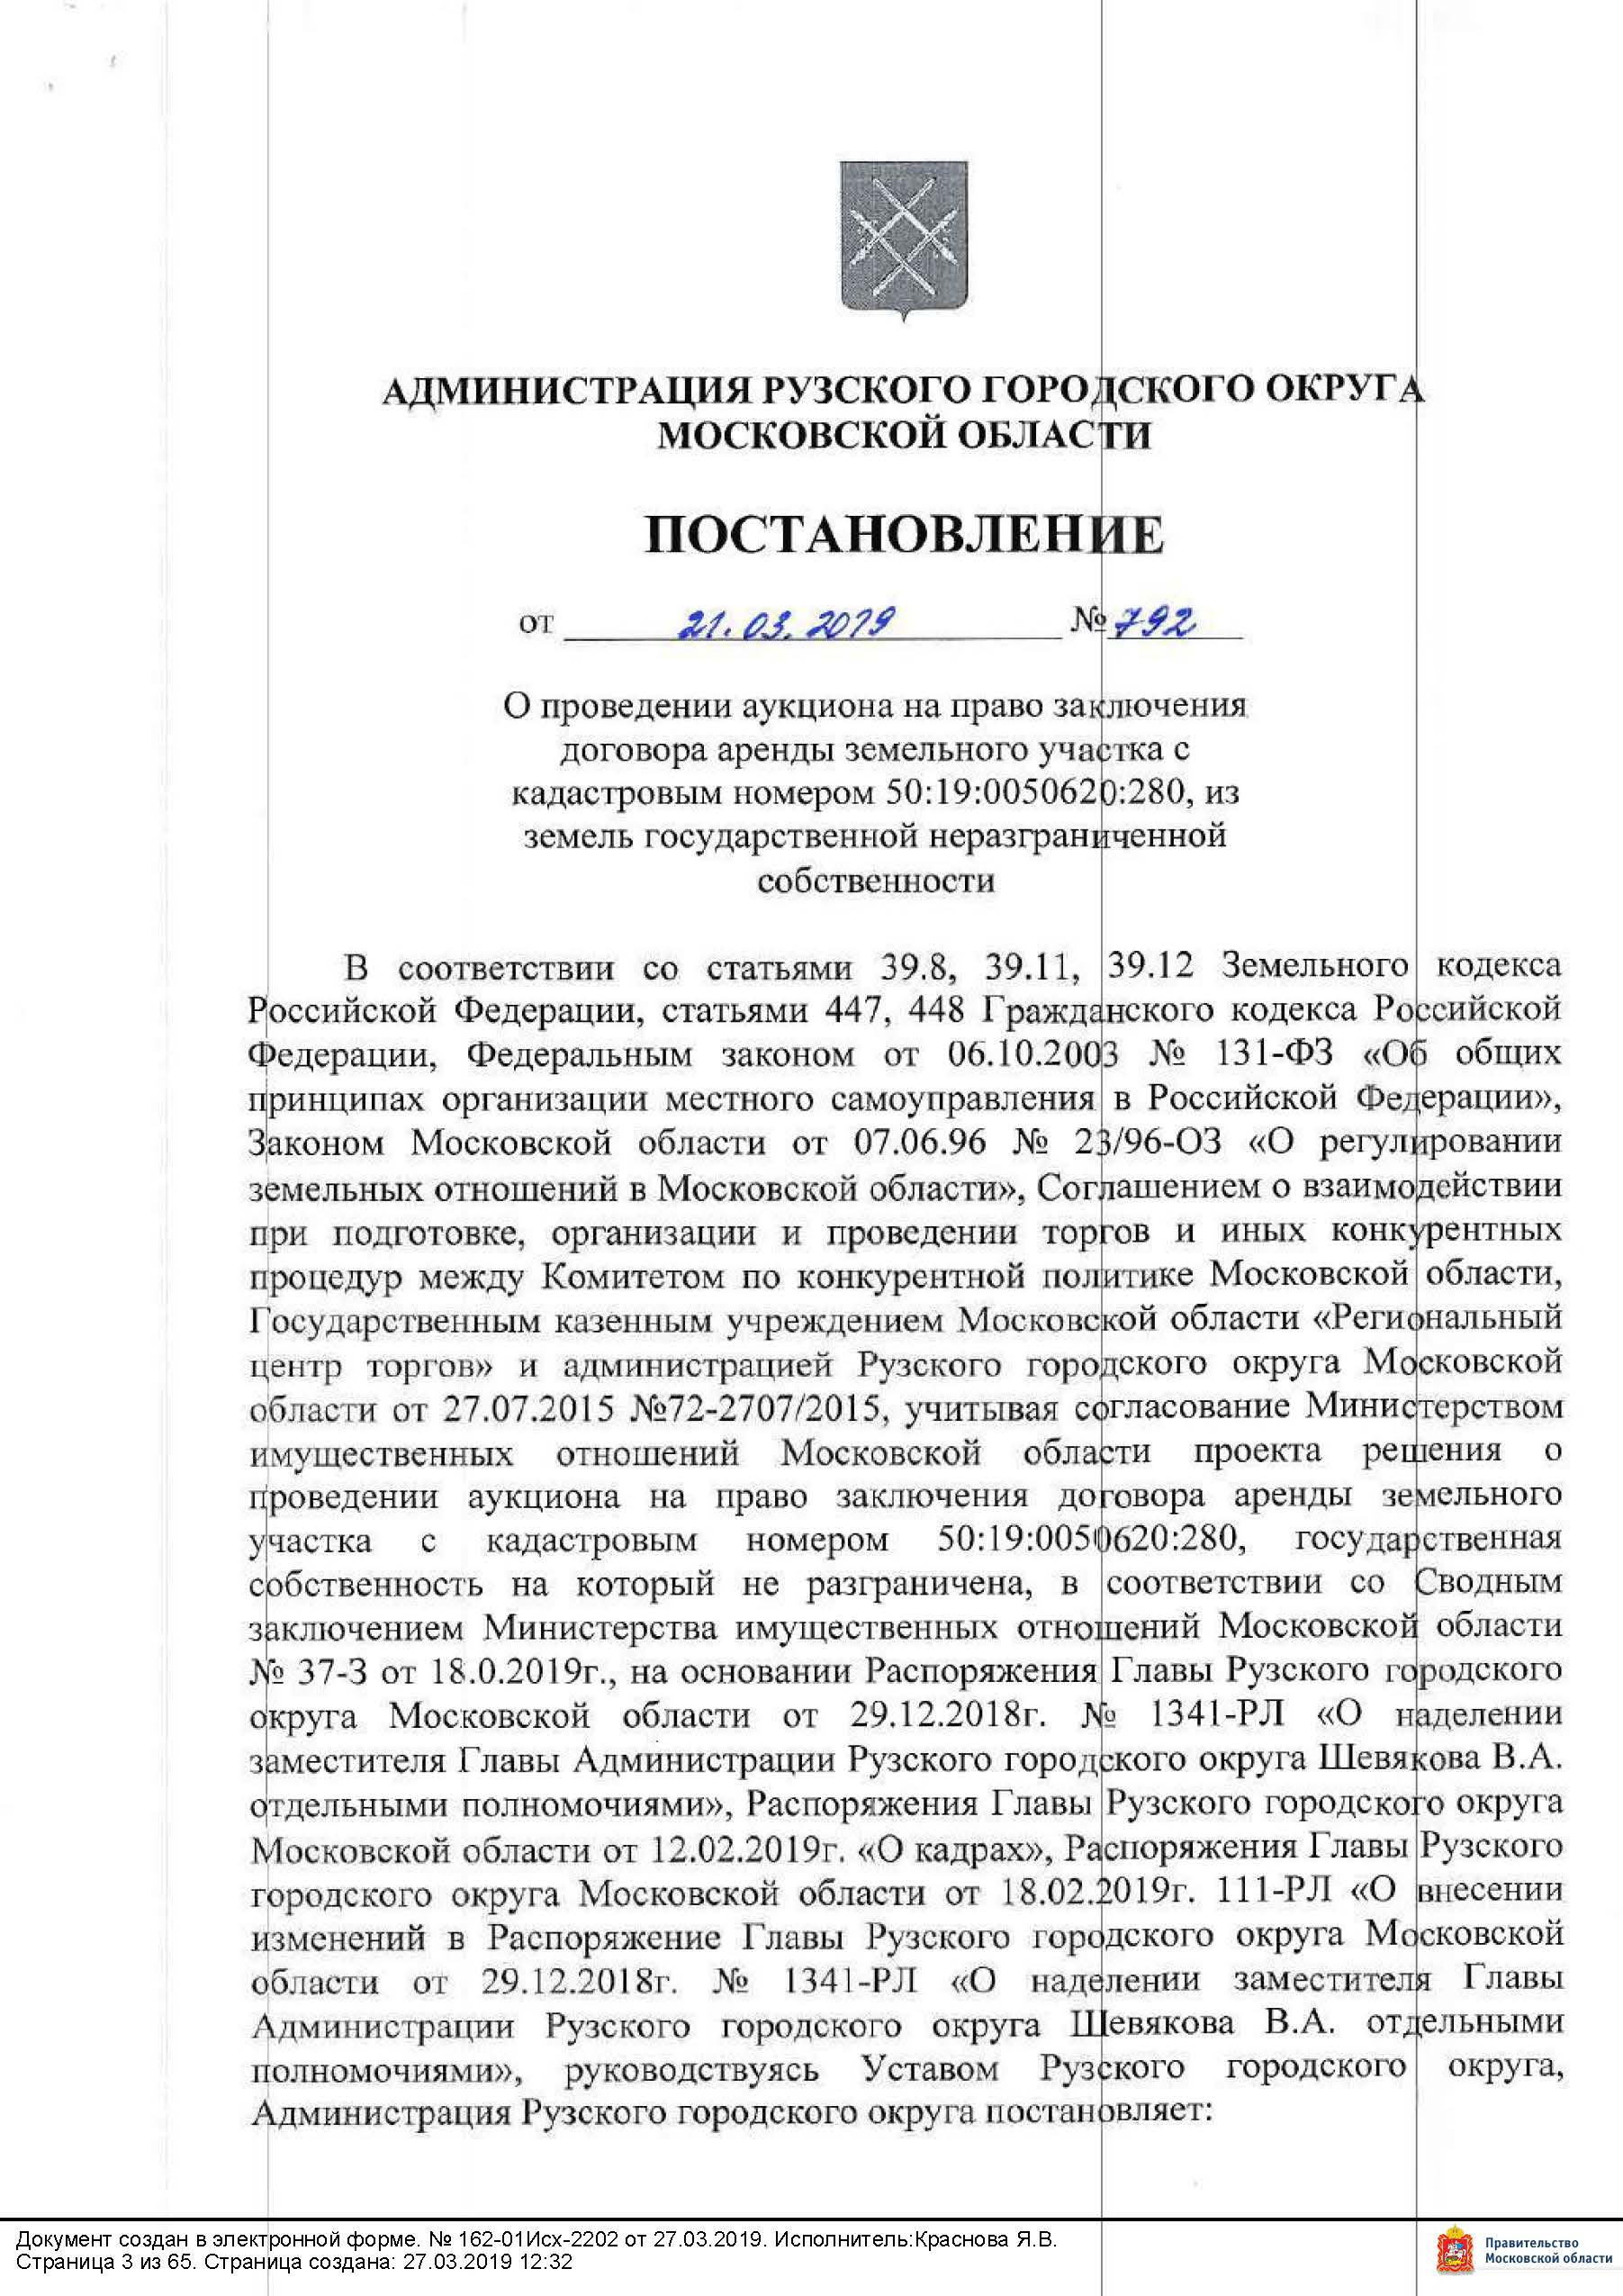 АДМИНИСТРАЦИЯ РУЗСКОГО ГОРОДСКОГО ОКРУГА
МОСКОВСКОЙ ОБЛАСТИ
ПОСТАНОВЛЕНИЕ
от 21.03.2019 № 792
О проведении аукциона на право заключения
договора аренды земельного участка с
кадастровым номером 50:19:0050620:280, из
земель государственной неразграниченной
собственности
В соответствии со статьями 39.8, 39.11, 39.12 Земельного кодекса
Российской Федерации, статьями 447, 448 Гражданского кодекса Российской
Федерации, Федеральным законом от 06.10.2003 № 131-ФЗ «Об общих
принципах организации местного самоуправления в Российской Федерации»,
Законом Московской области от 07.06.96 № 23/96-ОЗ «О регулировании
земельных отношений в Московской области», Соглашением о взаимодействии
при подготовке, организации и проведении торгов и иных конкурентных
процедур между Комитетом по конкурентной политике Московской области,
Государственным казенным учреждением Московской области «Региональный
центр торгов» и администрацией Рузского городского округа Московской
области от 27.07.2015 №72-2707/2015, учитывая согласование Министерством
имущественных отношений Московской области проекта решения о
проведении аукциона на право заключения договора аренды земельного
участка с кадастровым номером 50:19:0050620:280, государственная
собственность на который не разграничена, в соответствии со Сводным
заключением Министерства имущественных отношений Московской области
№ 37-З от 18.0.2019г., на основании Распоряжения Главы Рузского городского
округа Московской области от 29.12.2018г. № 1341-РЛ «О наделении
заместителя Главы Администрации Рузского городского округа Шевякова В.А.
отдельными полномочиями», Распоряжения Главы Рузского городского округа
Московской области от 12.02.2019г. «О кадрах», Распоряжения Главы Рузского
городского округа Московской области от 18.02.2019г. 111-РЛ «О внесении
изменений в Распоряжение Главы Рузского городского округа Московской
области от 29.12.2018г. № 1341-РЛ «О наделении заместителя Главы
Администрации Рузского городского округа Шевякова В.А. отдельными
полномочиями», руководствуясь Уставом Рузского городского округа,
Администрация Рузского городского округа постановляет:
Документ создан в электронной форме. № 162-01Исх-2202 от 27.03.2019. Исполнитель:Краснова Я.В.
Страница 3 из 65. Страница создана: 27.03.2019 12:32
Правительство
Московской области